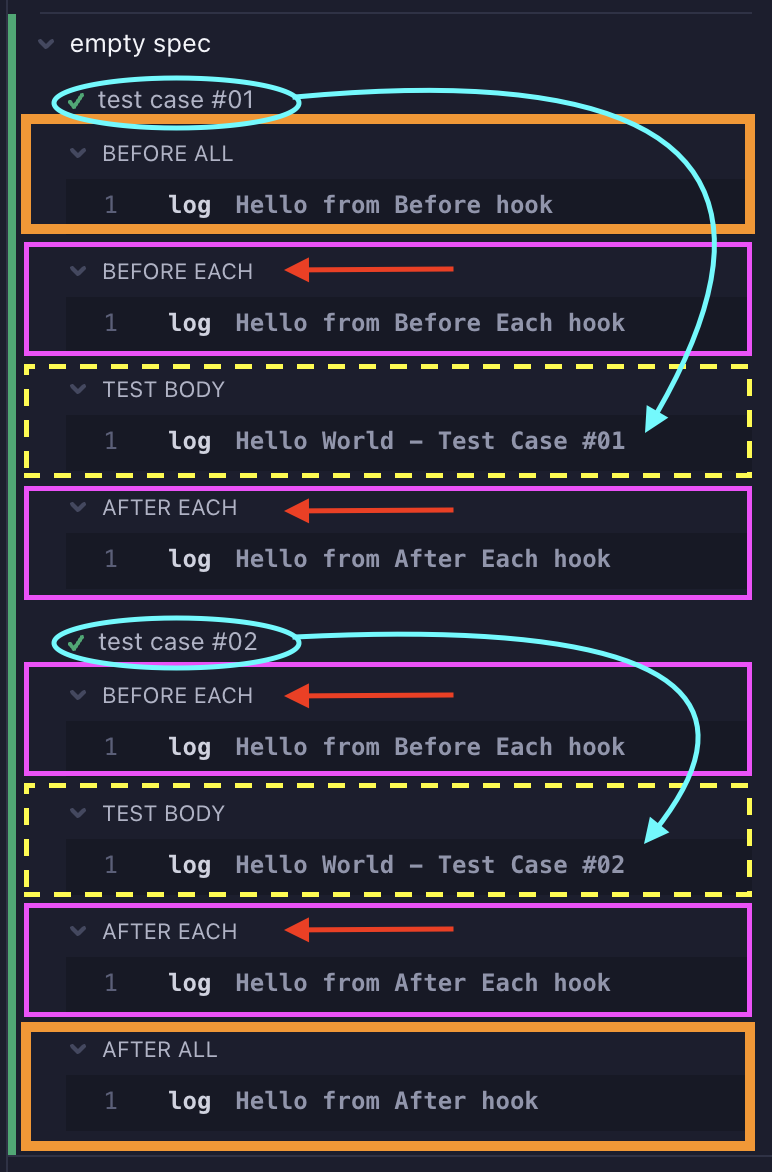 empty spec
test case #01
BEFORE ALL
1 log Hello from Before hook
BEFORE EACH
1 log Hello from Before Each hook
TEST BODY
1 log Hello World – Test Case #01
AFTER EACH
1 log Hello from After Each hook
test case #02
BEFORE EACH
1 log Hello from Before Each hook
TEST BODY
1 log Hello World – Test Case #02
AFTER EACH
1 log Hello from After Each hook
AFTER ALL
1 log Hello from After hook